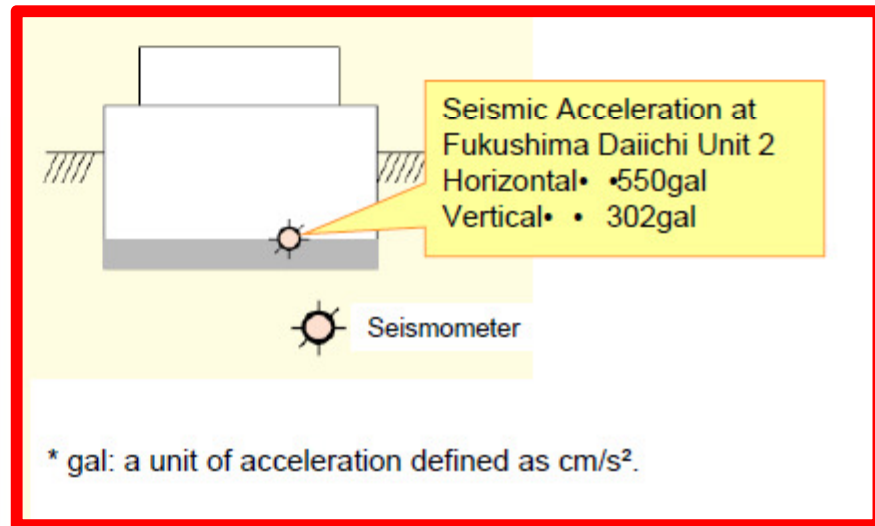 Seismic Acceleration at
Fukushima Daiichi Unit 2
Horizontal• •550gal
Vertical• • 302gal
Seismometer
* gal: a unit of acceleration defined as cm/s².